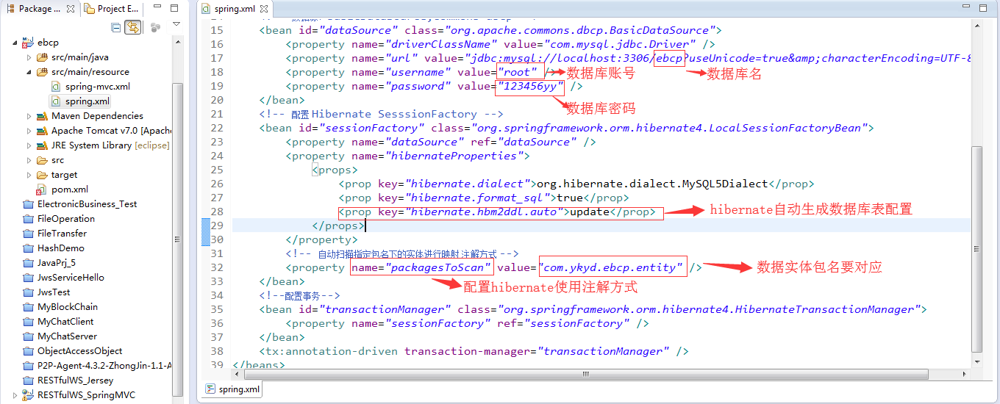 Package ...
Project E...
ebcp
src/main/java
src/main/resource
spring-mvc.xml
spring.xml
Maven Dependencies
Apache Tomcat v7.0 [Apach
JRE System Library [eclipse]
src
target
pom.xml
ElectronicBusiness_Test
FileOperation
FileTransfer
HashDemo
JavaPrj_5
JwsServiceHello
JwsTest
MyBlockChain
MyChatClient
MyChatServer
ObjectAccessObject
P2P-Agent-4.3.2-ZhongJin-1.1-A
RESTfulWS_Jersey
RESTfulWS_SpringMVC
spring.xml
15 <bean id="dataSource" class="org.apache.commons.dbcp.BasicDataSource">
16 <property name="driverClassName" value="com.mysql.jdbc.Driver" />
17 <property name="url" value="jdbc:mysql://localhost:3306/ebcp?useUnicode=true&amp;characterEncoding=UTF-8
18 <property name="username" value="root" /> 数据库账号 数据库名
19 <property name="password" value="123456yy" />
20 </bean> 数据库密码
21 <!-- 配置 Hibernate SesssionFactory -->
22 <bean id="sessionFactory" class="org.springframework.orm.hibernate4.LocalSessionFactoryBean">
23 <property name="dataSource" ref="dataSource" />
24 <property name="hibernateProperties">
25 <props>
26 <prop key="hibernate.dialect">org.hibernate.dialect.MySQL5Dialect</prop>
27 <prop key="hibernate.format_sql">true</prop>
28 <prop key="hibernate.hbm2ddl.auto">update</prop> hibernate自动生成数据库表配置
29 </props>
30 </property>
31 <!-- 自动扫描指定包名下的实体进行映射 注解方式 -->
32 <property name="packagesToScan" value="com.ykyd.ebcp.entity" /> 数据实体包名要对应
33 </bean> 配置hibernate使用注解方式
34 <!--配置事务-->
35 <bean id="transactionManager" class="org.springframework.orm.hibernate4.HibernateTransactionManager">
36 <property name="sessionFactory" ref="sessionFactory" />
37 </bean>
38 <tx:annotation-driven transaction-manager="transactionManager" />
39 </beans>
spring.xml